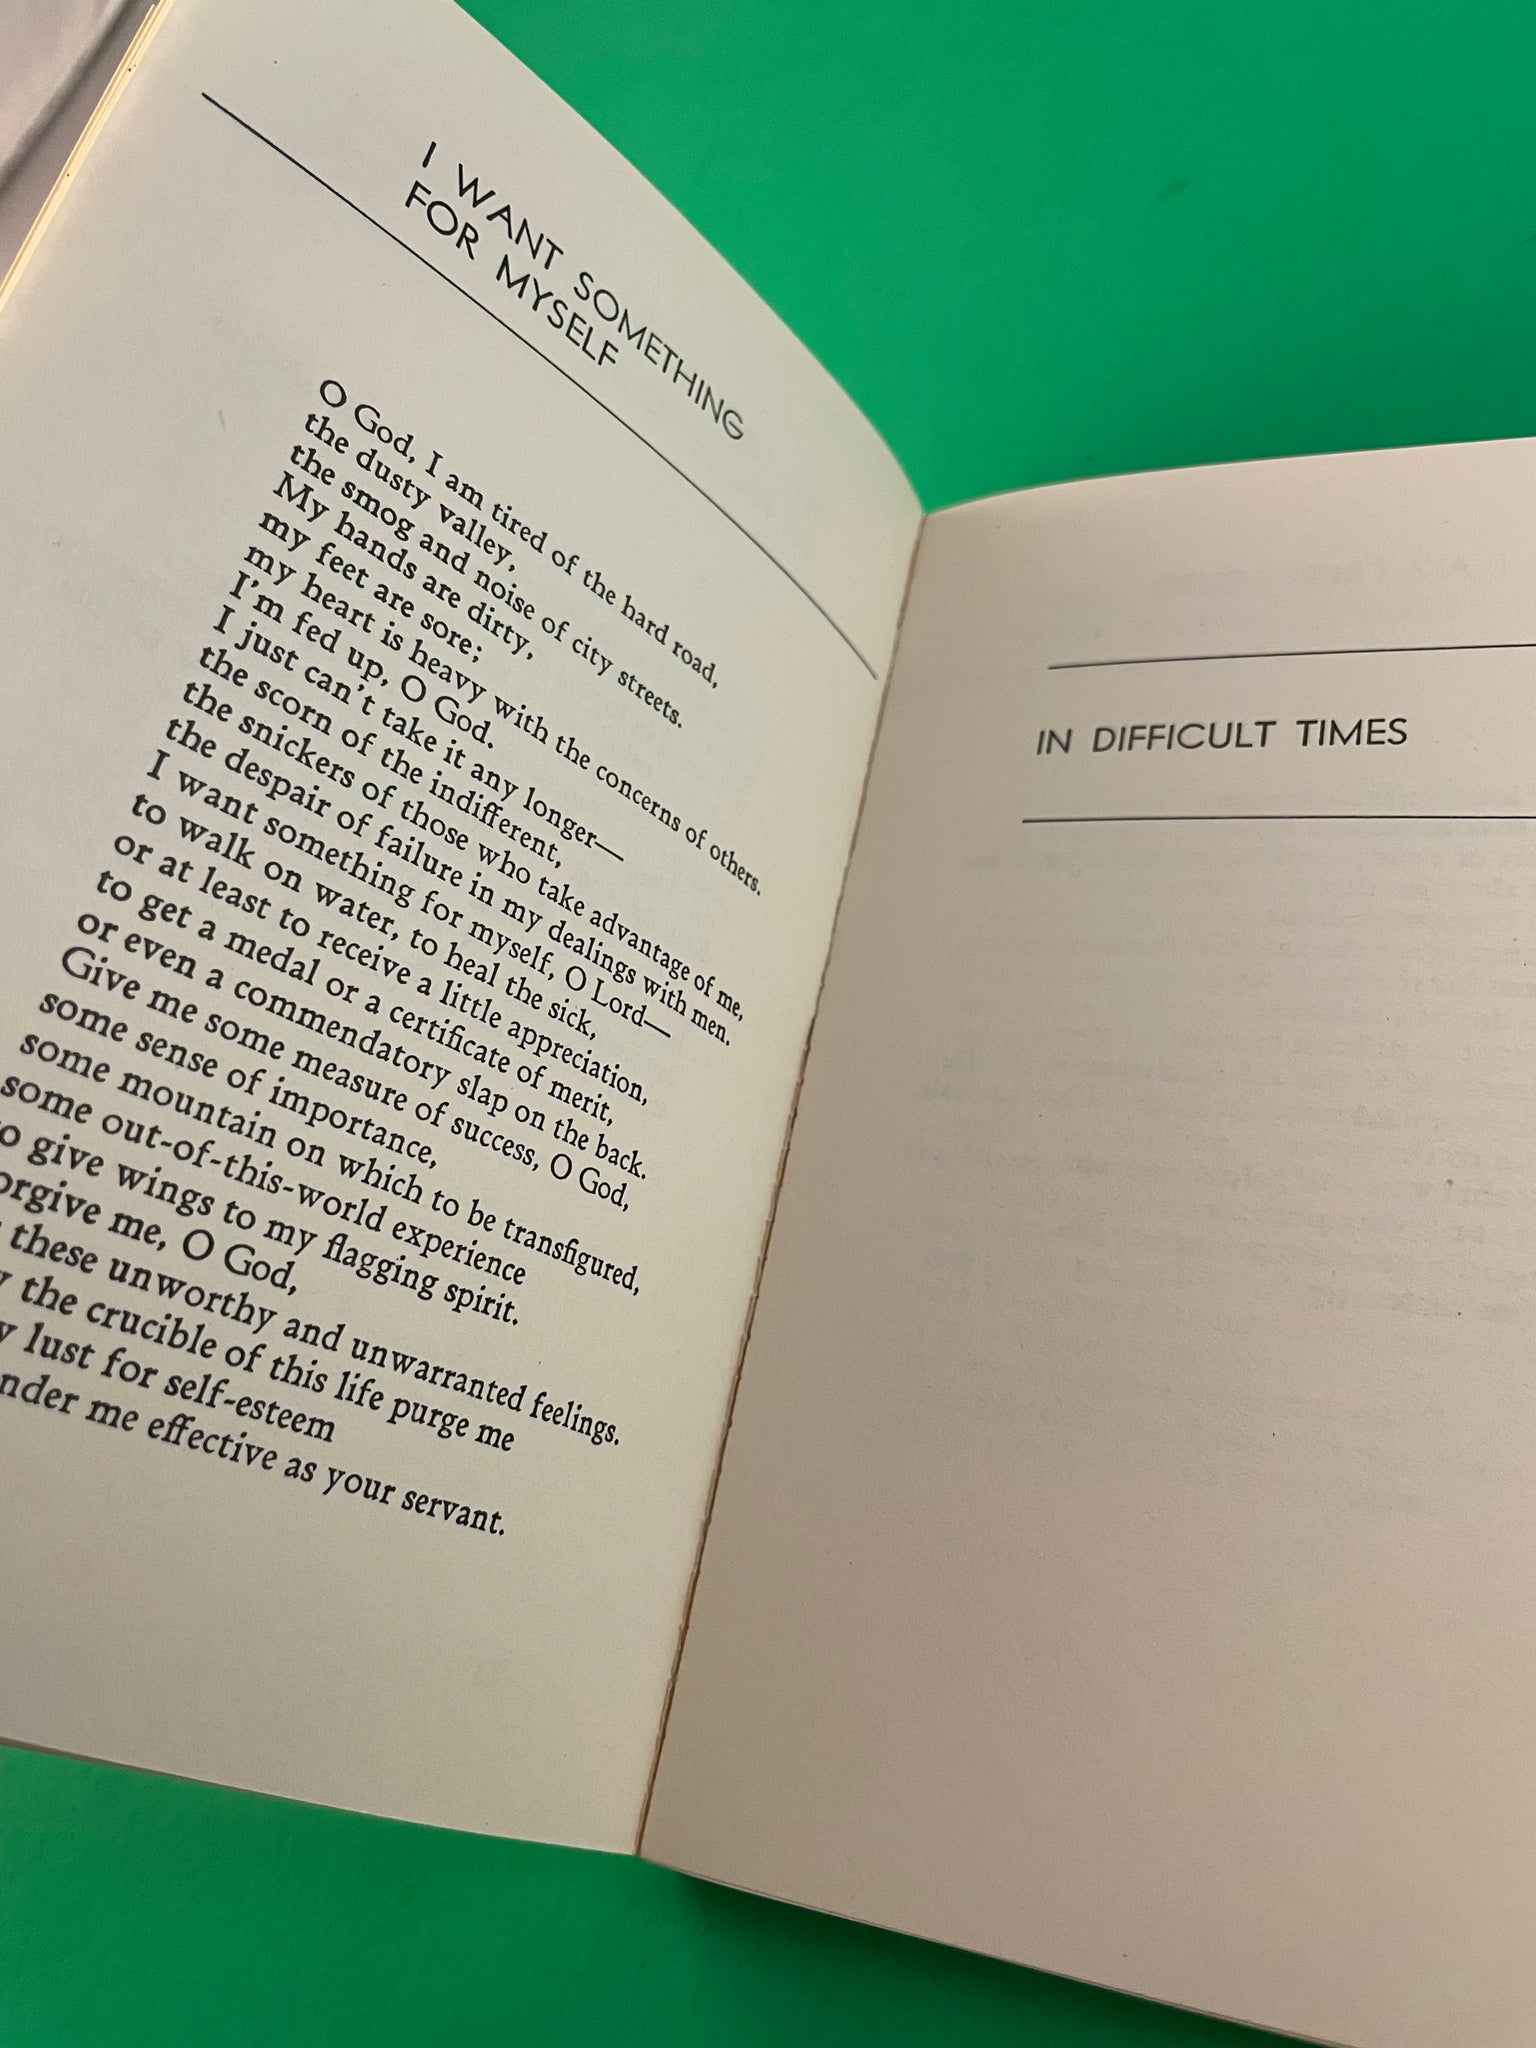 I WANT SOMETHING
FOR MYSELF
O God, I am tired of the hard road,
the dusty valley,
the smog and noise of city streets.
My hands are dirty,
my feet are sore;
my heart is heavy with the concerns of others.
I'm fed up, O God.
I just can't take it any longer—
the scorn of the indifferent,
the snickers of those who take advantage of me,
the despair of failure in my dealings with men.
I want something for myself, O Lord—
to walk on water, to heal the sick,
or at least to receive a little appreciation,
to get a medal or a certificate of merit,
or even a commendatory slap on the back.
Give me some measure of success, O God,
some sense of importance,
some mountain on which to be transfigured,
some out-of-this-world experience
to give wings to my flagging spirit.
orgive me, O God,
these unworthy and unwarranted feelings.
y the crucible of this life purge me
y lust for self-esteem
nder me effective as your servant.
IN DIFFICULT TIMES